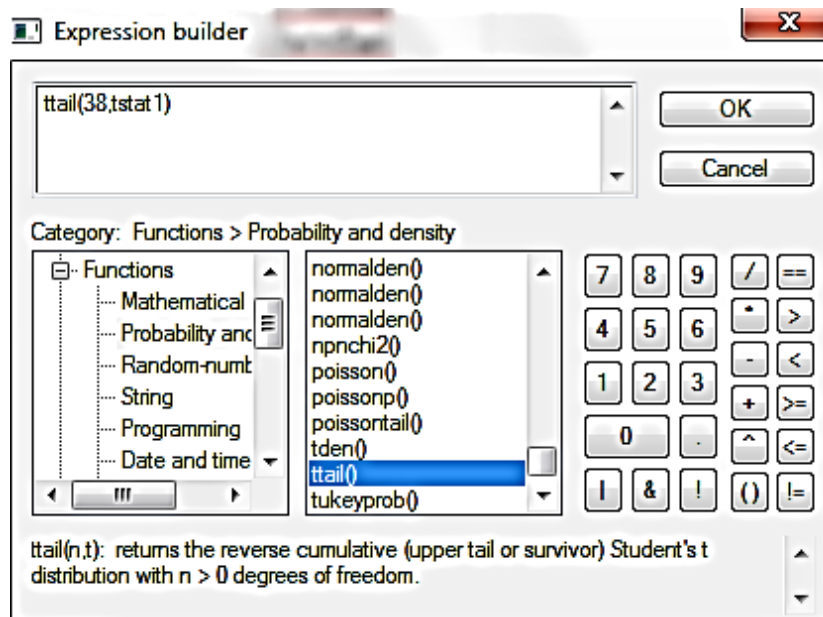 Expression builder
ttail(38,tstat1)
OK
Cancel
Category: Functions > Probability and density
Functions
Mathematical
Probability anc
Random-numb
String
Programming
Date and time
normalden()
normalden()
normalden()
npnchi2()
poisson()
poissonp()
poissontail()
tden()
ttail()
tukeyprob()
7 8 9 / ==
4 5 6 * >
1 2 3 - <
+ >=
0 . ^ <=
| & ! () !=
ttail(n,t): returns the reverse cumulative (upper tail or survivor) Student's t
distribution with n > 0 degrees of freedom.